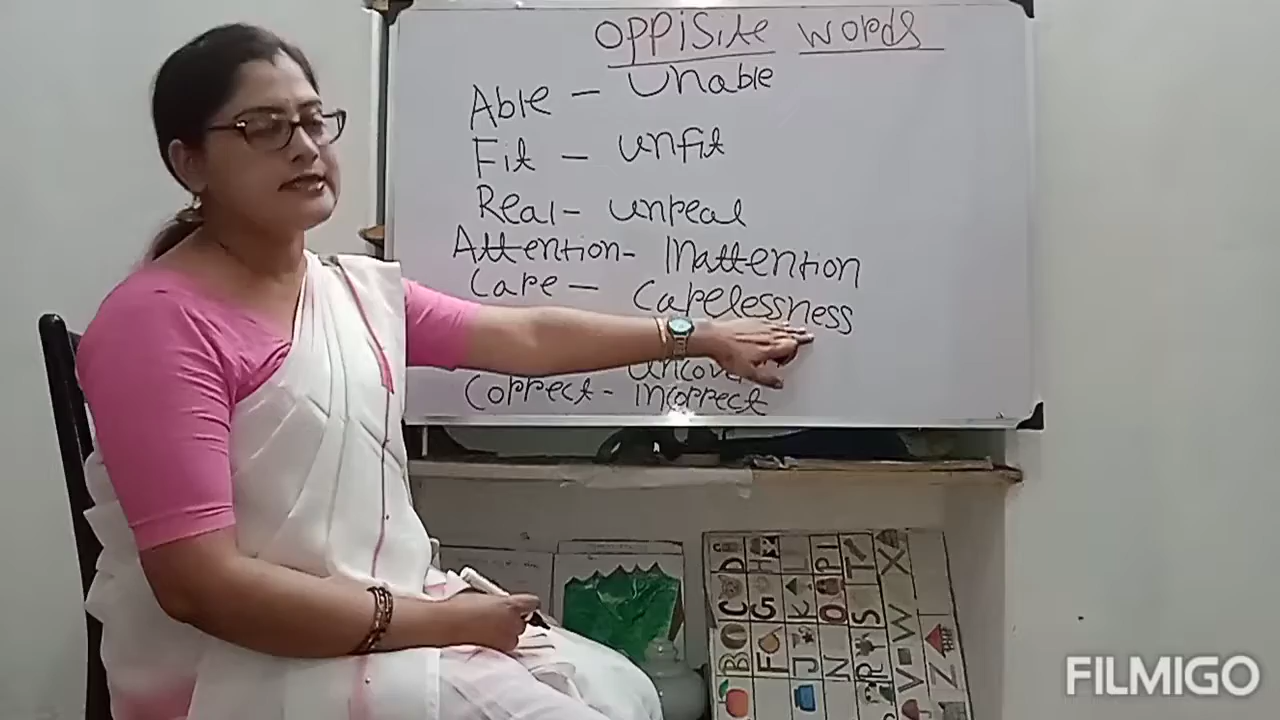 OPPISite words
Able - Unable
Fit - Unfit
Real - unreal
Attention - Inattention
Care - Carelessness
Correct - Incorrect
B C D
F G H
J K L
N O P I
R S T
V W X
Z
FILMIGO